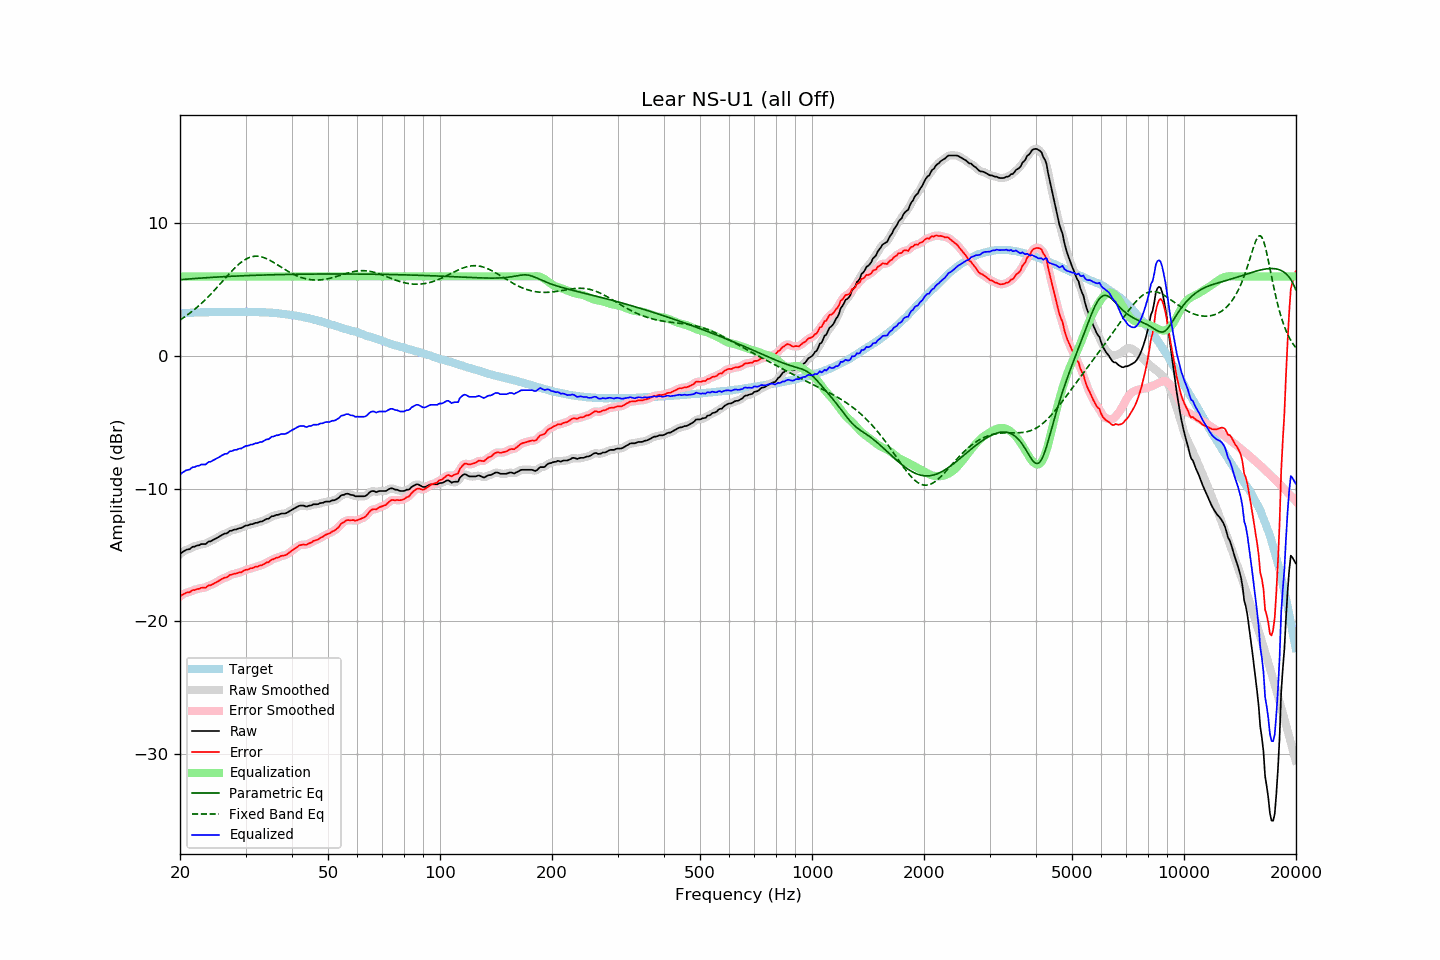 Lear NS-U1 (all Off)
Amplitude (dBr)
10
0
−10
−20
−30
Target
Raw Smoothed
Error Smoothed
Raw
Error
Equalization
Parametric Eq
Fixed Band Eq
Equalized
20 50 100 200 500 1000 2000 5000 10000 20000
Frequency (Hz)